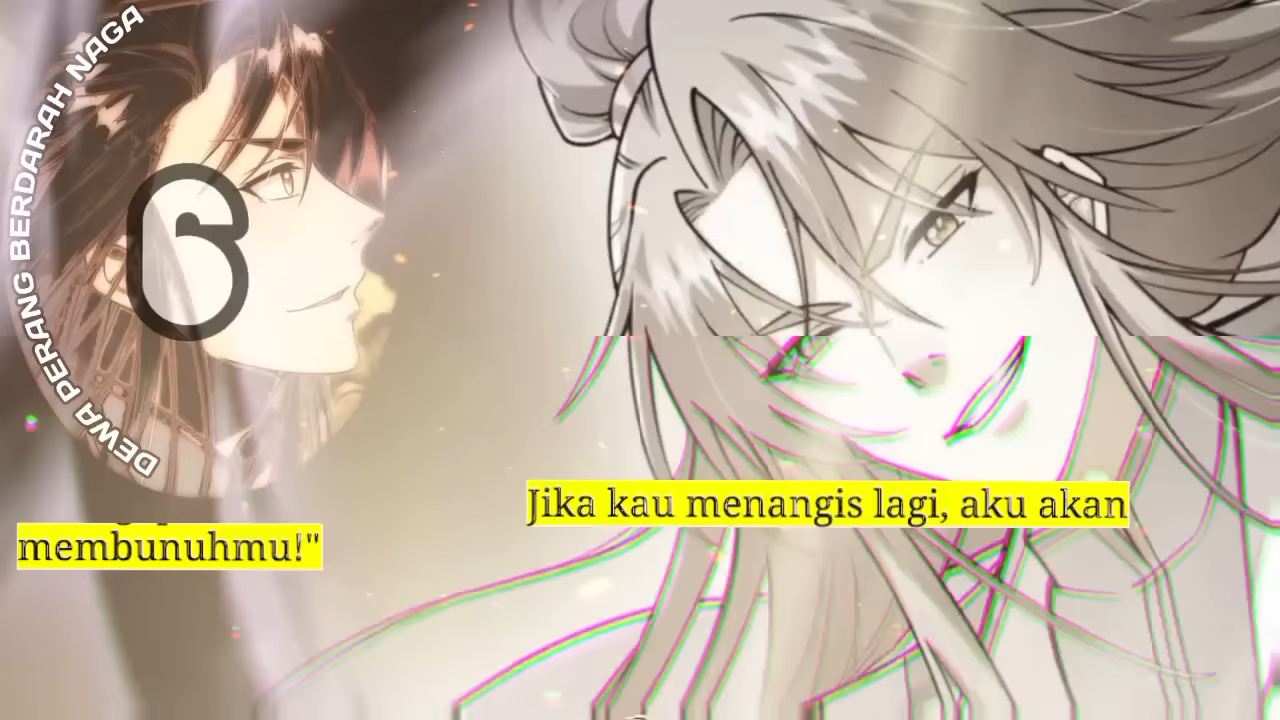 DEWA PERANG BERDARAH NAGA
6
Jika kau menangis lagi, aku akan
membunuhmu!"